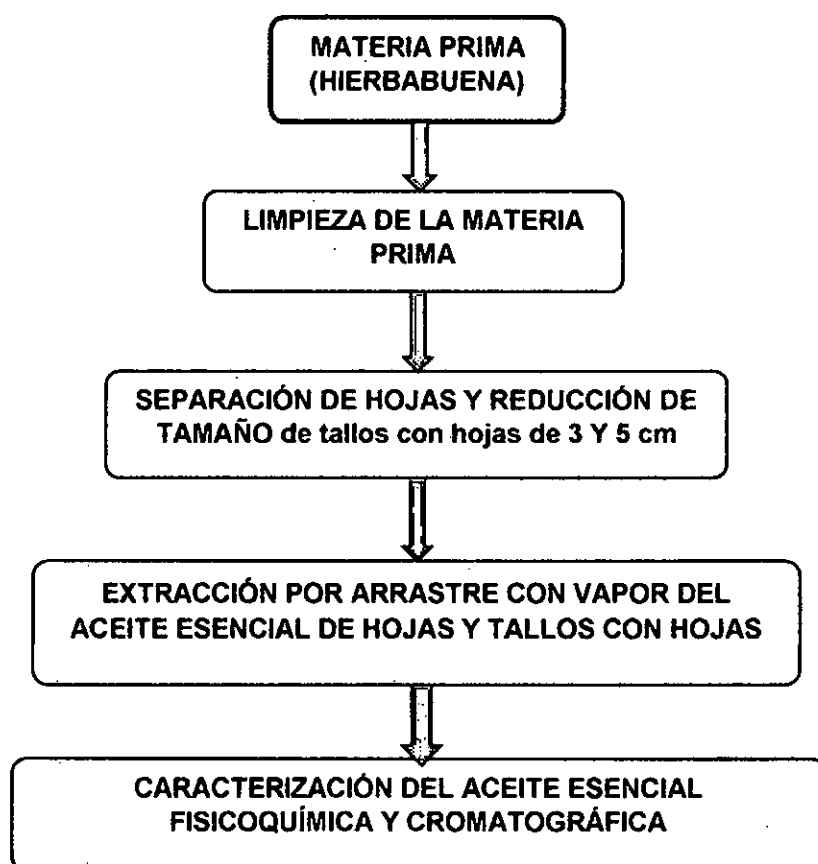 MATERIA PRIMA
(HIERBABUENA)
LIMPIEZA DE LA MATERIA
PRIMA
SEPARACIÓN DE HOJAS Y REDUCCIÓN DE
TAMAÑO de tallos con hojas de 3 Y 5 cm
EXTRACCIÓN POR ARRASTRE CON VAPOR DEL
ACEITE ESENCIAL DE HOJAS Y TALLOS CON HOJAS
CARACTERIZACIÓN DEL ACEITE ESENCIAL
FISICOQUÍMICA Y CROMATOGRÁFICA